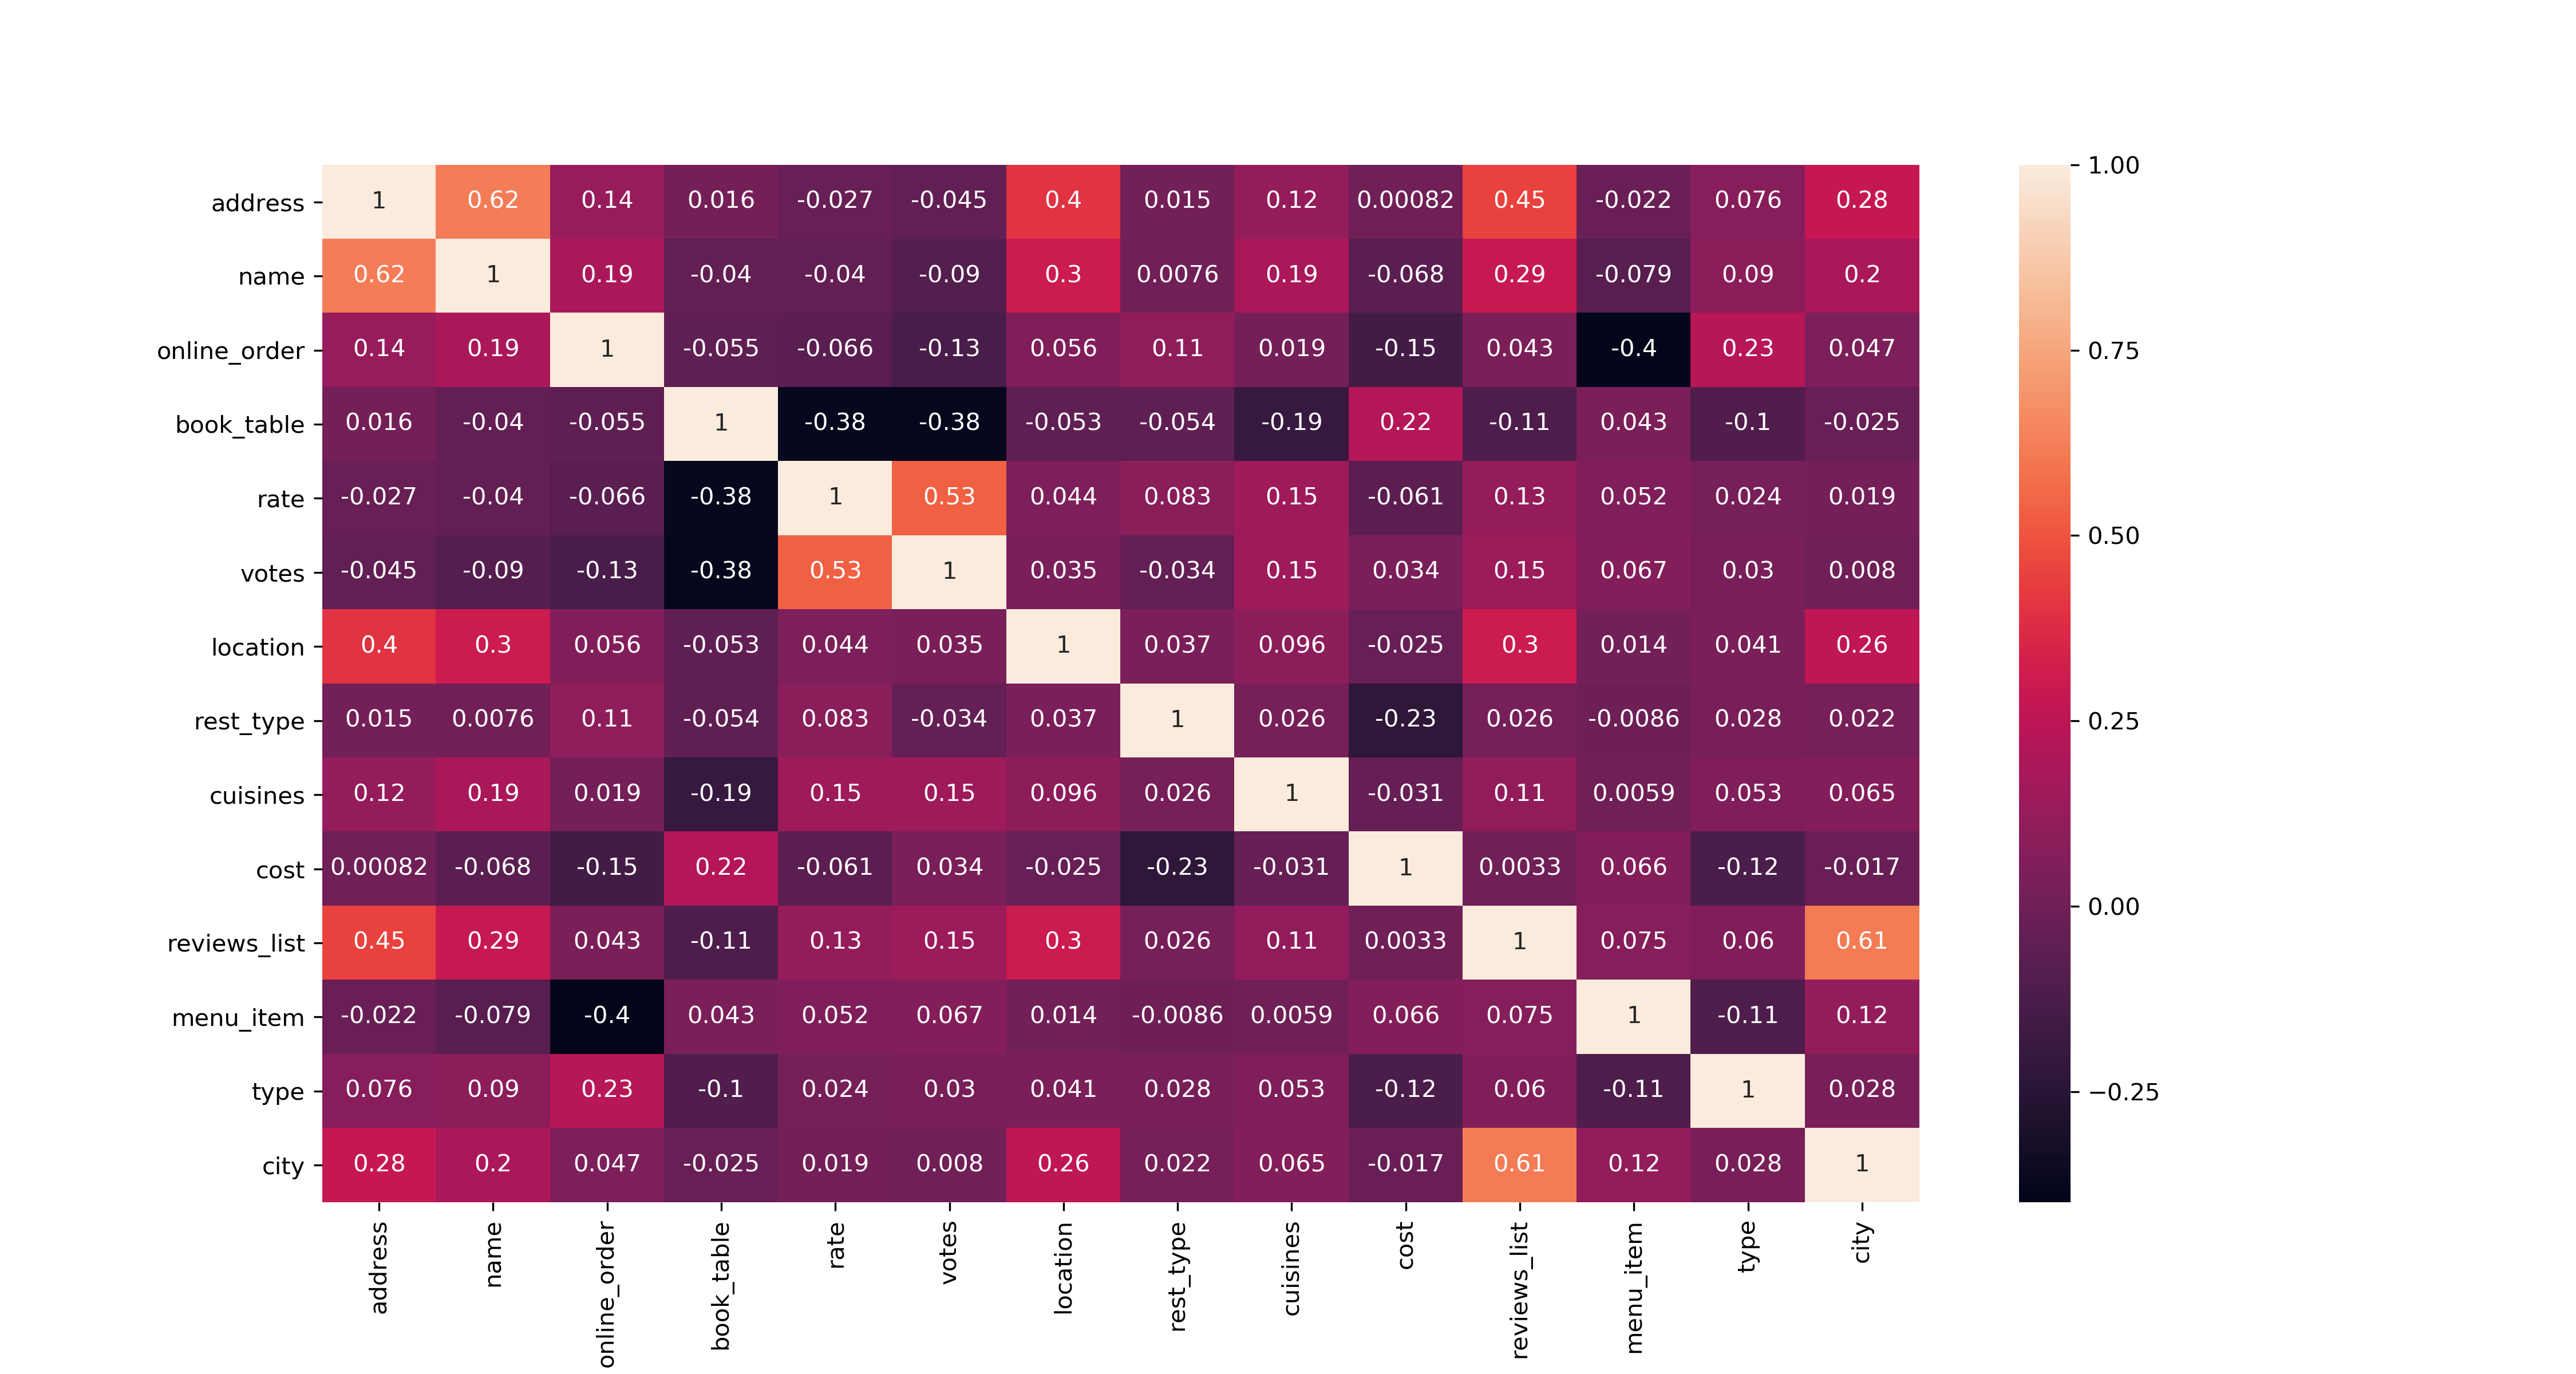 address 1 0.62 0.14 0.016 -0.027 -0.045 0.4 0.015 0.12 0.00082 0.45 -0.022 0.076 0.28
name 0.62 1 0.19 -0.04 -0.04 -0.09 0.3 0.0076 0.19 -0.068 0.29 -0.079 0.09 0.2
online_order 0.14 0.19 1 -0.055 -0.066 -0.13 0.056 0.11 0.019 -0.15 0.043 -0.4 0.23 0.047
book_table 0.016 -0.04 -0.055 1 -0.38 -0.38 -0.053 -0.054 -0.19 0.22 -0.11 0.043 -0.1 -0.025
rate -0.027 -0.04 -0.066 -0.38 1 0.53 0.044 0.083 0.15 -0.061 0.13 0.052 0.024 0.019
votes -0.045 -0.09 -0.13 -0.38 0.53 1 0.035 -0.034 0.15 0.034 0.15 0.067 0.03 0.008
location 0.4 0.3 0.056 -0.053 0.044 0.035 1 0.037 0.096 -0.025 0.3 0.014 0.041 0.26
rest_type 0.015 0.0076 0.11 -0.054 0.083 -0.034 0.037 1 0.026 -0.23 0.026 -0.0086 0.028 0.022
cuisines 0.12 0.19 0.019 -0.19 0.15 0.15 0.096 0.026 1 -0.031 0.11 0.0059 0.053 0.065
cost 0.00082 -0.068 -0.15 0.22 -0.061 0.034 -0.025 -0.23 -0.031 1 0.0033 0.066 -0.12 -0.017
reviews_list 0.45 0.29 0.043 -0.11 0.13 0.15 0.3 0.026 0.11 0.0033 1 0.075 0.06 0.61
menu_item -0.022 -0.079 -0.4 0.043 0.052 0.067 0.014 -0.0086 0.0059 0.066 0.075 1 -0.11 0.12
type 0.076 0.09 0.23 -0.1 0.024 0.03 0.041 0.028 0.053 -0.12 0.06 -0.11 1 0.028
city 0.28 0.2 0.047 -0.025 0.019 0.008 0.26 0.022 0.065 -0.017 0.61 0.12 0.028 1
address name online_order book_table rate votes location rest_type cuisines cost reviews_list menu_item type city
1.00
0.75
0.50
0.25
0.00
−0.25